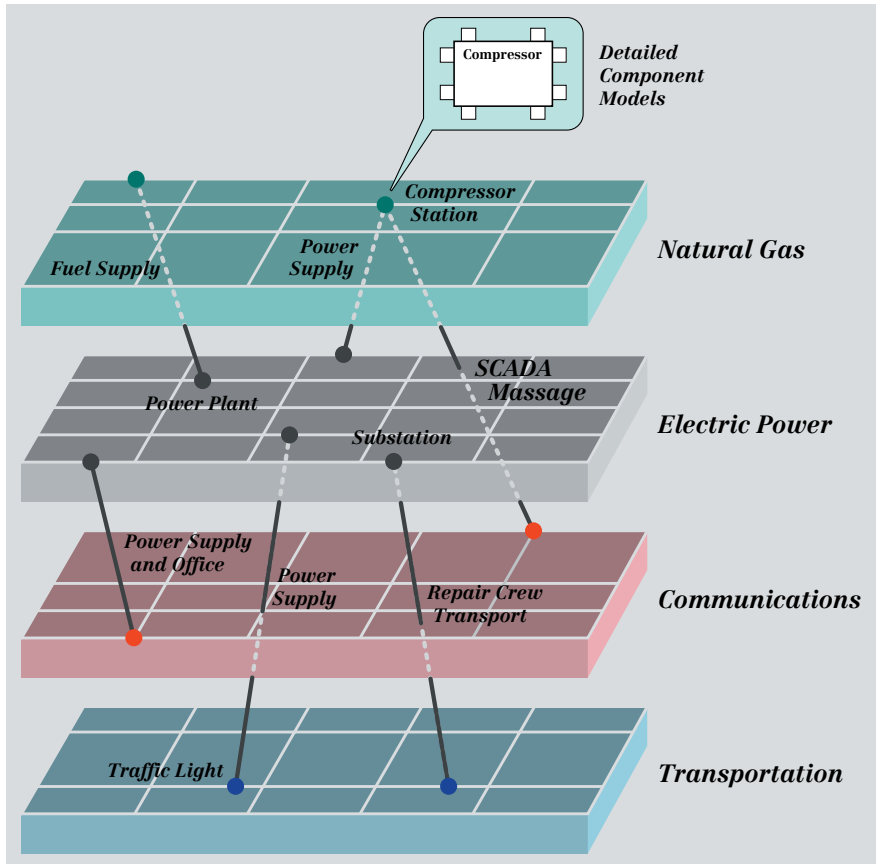 Compressor
Detailed
Component
Models
Compressor
Station
Fuel Supply
Power
Supply
Natural Gas
SCADA
Massage
Power Plant
Substation
Electric Power
Power Supply
and Office
Power
Supply
Repair Crew
Transport
Communications
Traffic Light
Transportation